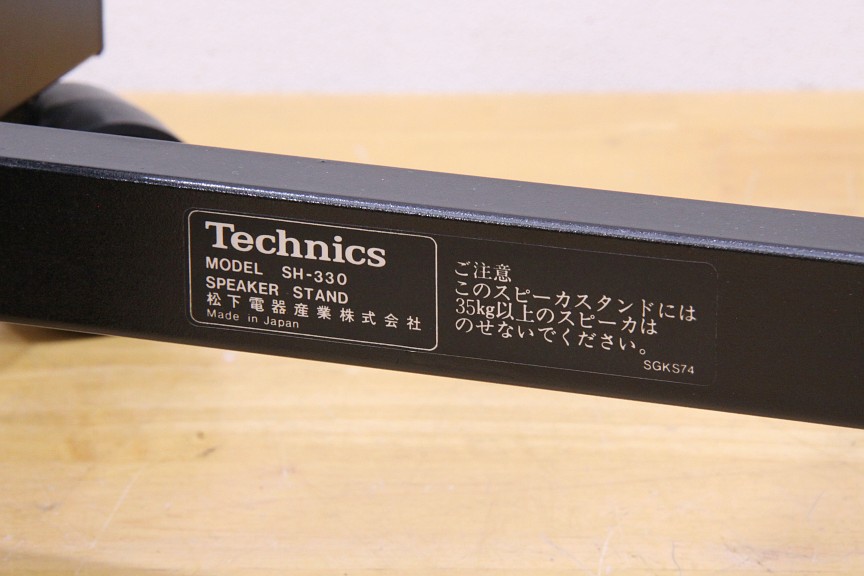 Technics
MODEL SH-330
SPEAKER STAND
松下電器産業株式会社
Made in Japan
ご注意
このスピーカスタンドには
35kg以上のスピーカは
のせないでください。
SGKS74